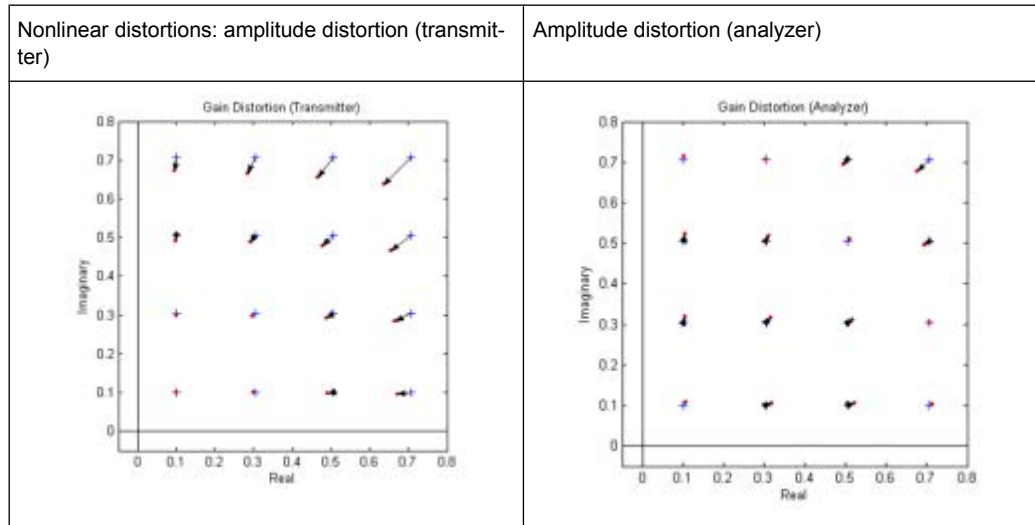 Nonlinear distortions: amplitude distortion (transmit-
ter)
Amplitude distortion (analyzer)
Gain Distortion (Transmitter)
0.8
0.7
0.6
0.5
0.4
0.3
0.2
0.1
0
Imaginary
0 0.1 0.2 0.3 0.4 0.5 0.6 0.7 0.8
Real
Gain Distortion (Analyzer)
0.8
0.7
0.6
0.5
0.4
0.3
0.2
0.1
0
Imaginary
0 0.1 0.2 0.3 0.4 0.5 0.6 0.7 0.8
Real